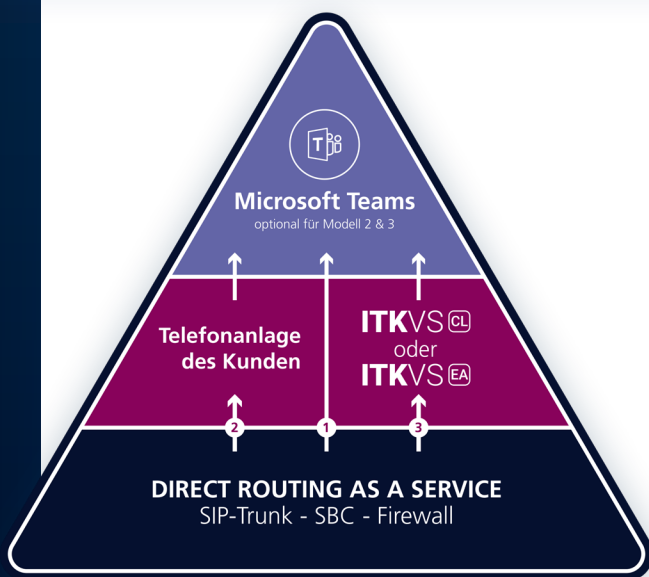 T
Microsoft Teams
optional für Modell 2 & 3
Telefonanlage
des Kunden
ITKVS CL
oder
ITKVS EA
2
1
3
DIRECT ROUTING AS A SERVICE
SIP-Trunk - SBC - Firewall